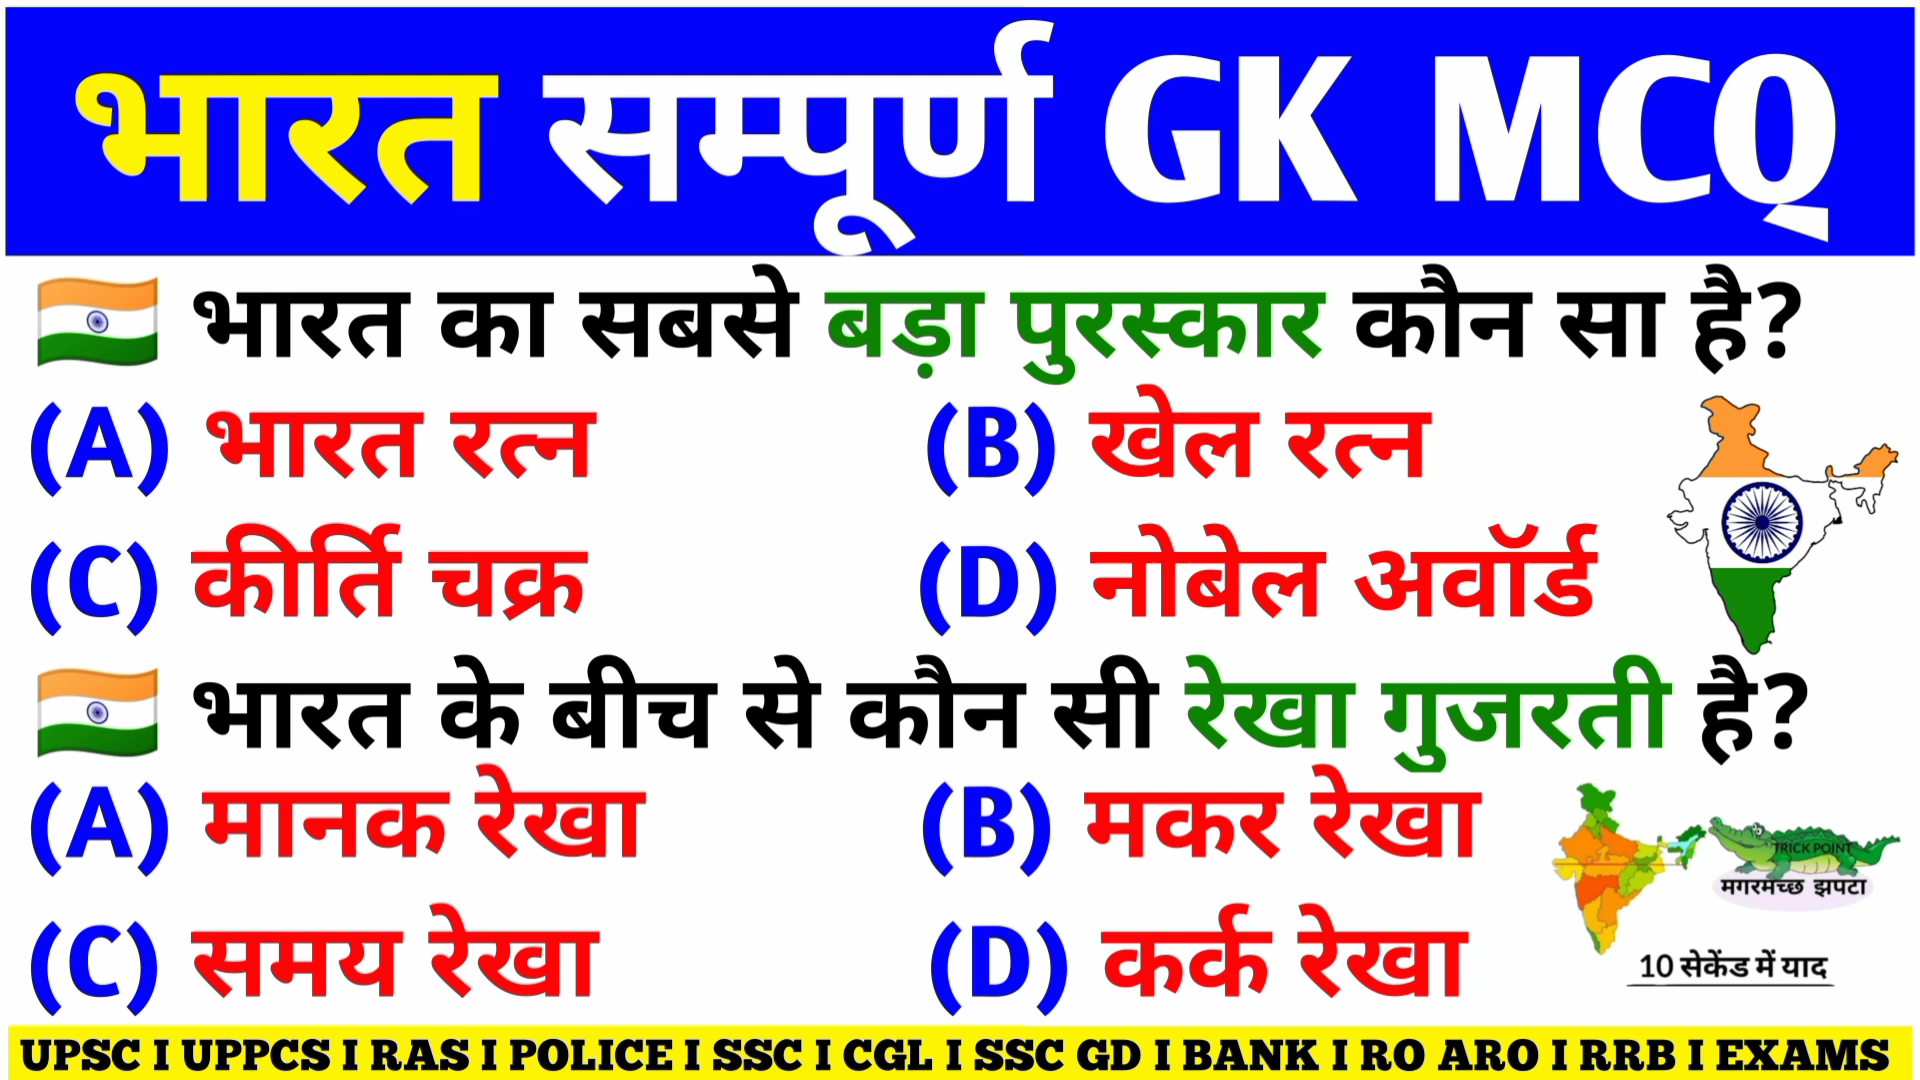 भारत सम्पूर्ण GK MCQ
भारत का सबसे बड़ा पुरस्कार कौन सा है?
(A) भारत रत्न (B) खेल रत्न
(C) कीर्ति चक्र (D) नोबेल अवॉर्ड
भारत के बीच से कौन सी रेखा गुजरती है?
(A) मानक रेखा (B) मकर रेखा
TRICK POINT
मगरमच्छ झपटा
(C) समय रेखा (D) कर्क रेखा
10 सेकेंड में याद
UPSC I UPPCS I RAS I POLICE I SSC I CGL I SSC GD I BANK I RO ARO I RRB I EXAMS